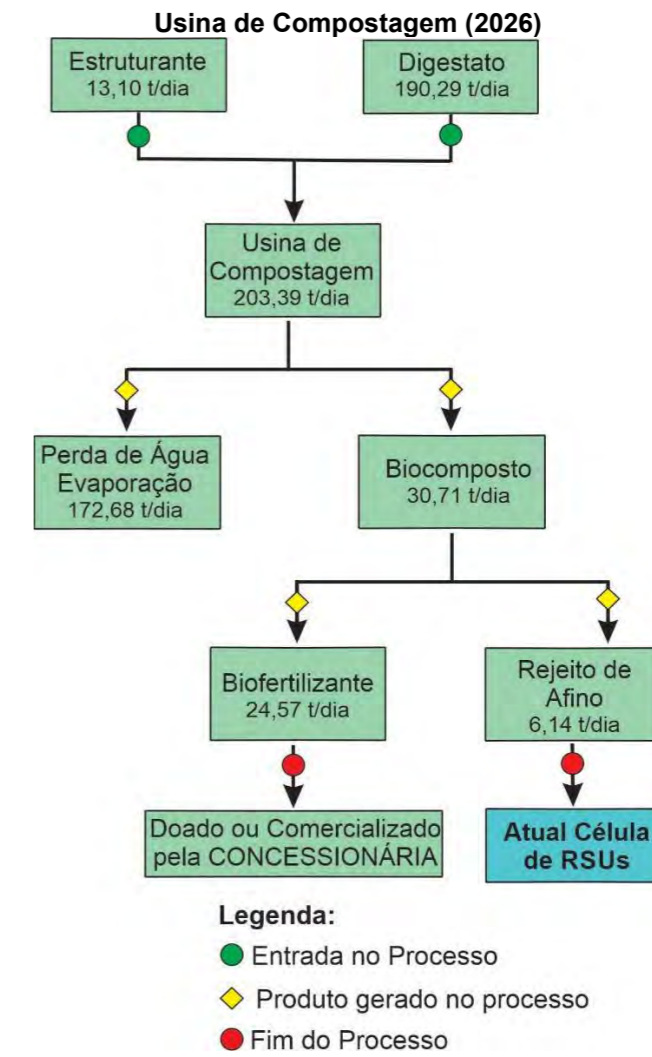 Usina de Compostagem (2026)
Estruturante
13,10 t/dia
Digestato
190,29 t/dia
Usina de
Compostagem
203,39 t/dia
Perda de Água
Evaporação
172,68 t/dia
Biocomposto
30,71 t/dia
Biofertilizante
24,57 t/dia
Rejeito de
Afino
6,14 t/dia
Doado ou Comercializado
pela CONCESSIONÁRIA
Atual Célula
de RSUs
Legenda:
Entrada no Processo
Produto gerado no processo
Fim do Processo